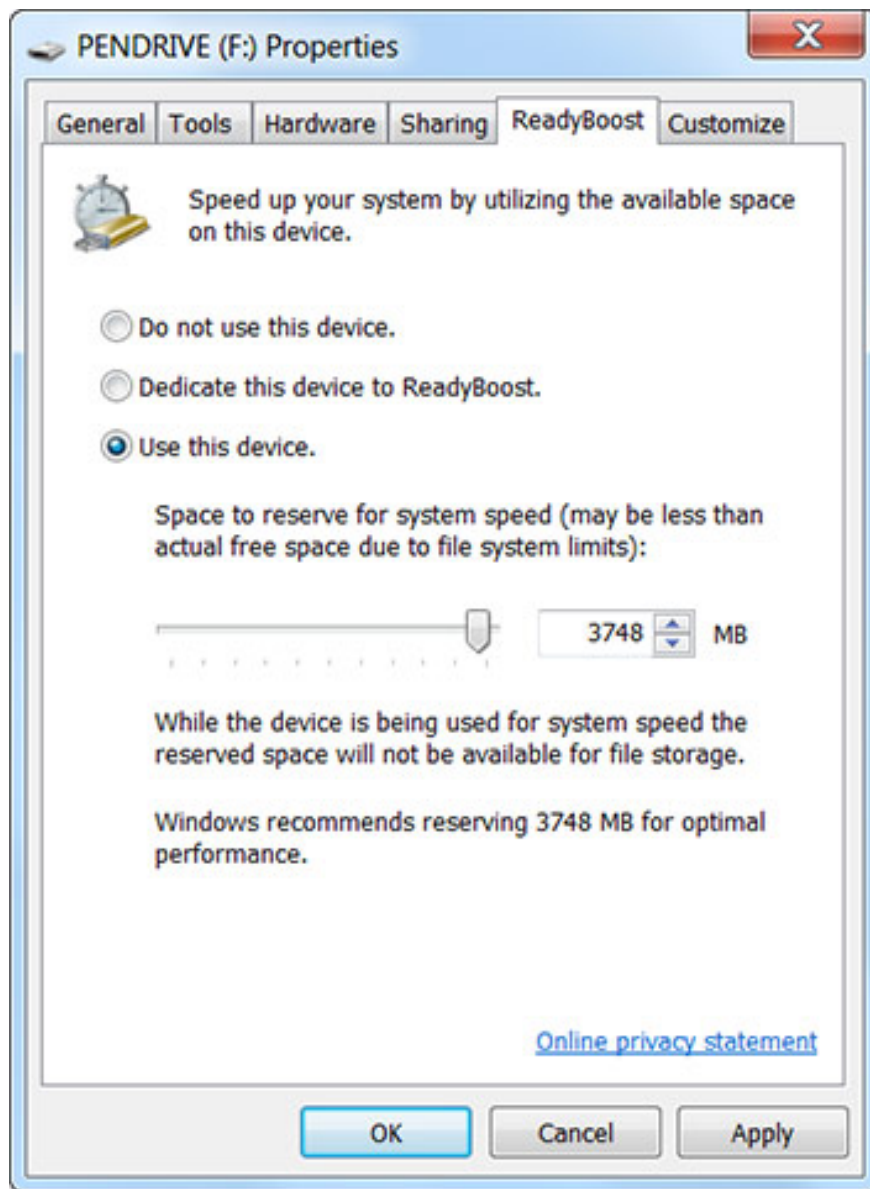 PENDRIVE (F:) Properties
General Tools Hardware Sharing ReadyBoost Customize
Speed up your system by utilizing the available space
on this device.
Do not use this device.
Dedicate this device to ReadyBoost.
Use this device.
Space to reserve for system speed (may be less than
actual free space due to file system limits):
3748 MB
While the device is being used for system speed the
reserved space will not be available for file storage.
Windows recommends reserving 3748 MB for optimal
performance.
Online privacy statement
OK Cancel Apply